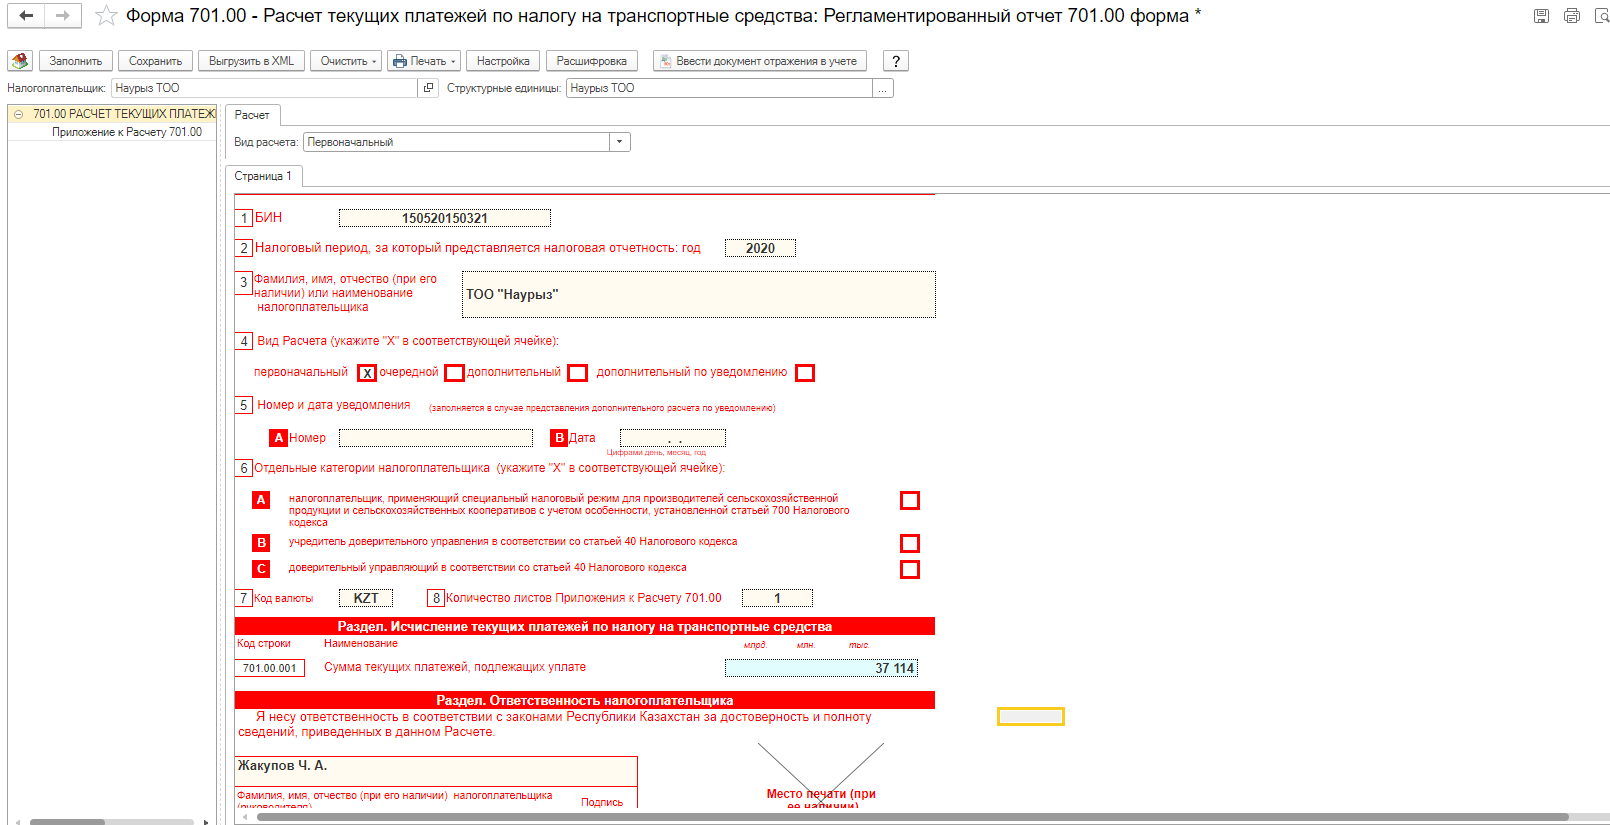 Форма 701.00 - Расчет текущих платежей по налогу на транспортные средства: Регламентированный отчет 701.00 форма *
Заполнить Сохранить Выгрузить в XML Очистить Печать Настройка Расшифровка Ввести документ отражения в учете ?
Налогоплательщик: Наурыз ТОО Структурные единицы: Наурыз ТОО ...
701.00 РАСЧЕТ ТЕКУЩИХ ПЛАТЕЖ
Приложение к Расчету 701.00
Расчет
Вид расчета: Первоначальный
Страница 1
1 БИН 150520150321
2 Налоговый период, за который представляется налоговая отчетность: год 2020
3 Фамилия, имя, отчество (при его
наличии) или наименование
налогоплательщика
ТОО "Наурыз"
4 Вид Расчета (укажите "Х" в соответствующей ячейке):
первоначальный X очередной дополнительный дополнительный по уведомлению
5 Номер и дата уведомления (заполняется в случае представления дополнительного расчета по уведомлению)
A Номер B Дата . .
Цифрами день, месяц, год
6 Отдельные категории налогоплательщика (укажите "Х" в соответствующей ячейке):
A налогоплательщик, применяющий специальный налоговый режим для производителей сельскохозяйственной
продукции и сельскохозяйственных кооперативов с учетом особенности, установленной статьей 700 Налогового
кодекса
B учредитель доверительного управления в соответствии со статьей 40 Налогового кодекса
C доверительный управляющий в соответствии со статьей 40 Налогового кодекса
7 Код валюты KZT 8 Количество листов Приложения к Расчету 701.00 1
Раздел. Исчисление текущих платежей по налогу на транспортные средства
Код строки Наименование млрд. млн. тыс.
701.00.001 Сумма текущих платежей, подлежащих уплате 37 114
Раздел. Ответственность налогоплательщика
Я несу ответственность в соответствии с законами Республики Казахстан за достоверность и полноту
сведений, приведенных в данном Расчете.
Жакупов Ч. А.
Фамилия, имя, отчество (при его наличии) налогоплательщика
(руководителя)
Подпись
Место печати (при
ее наличии)